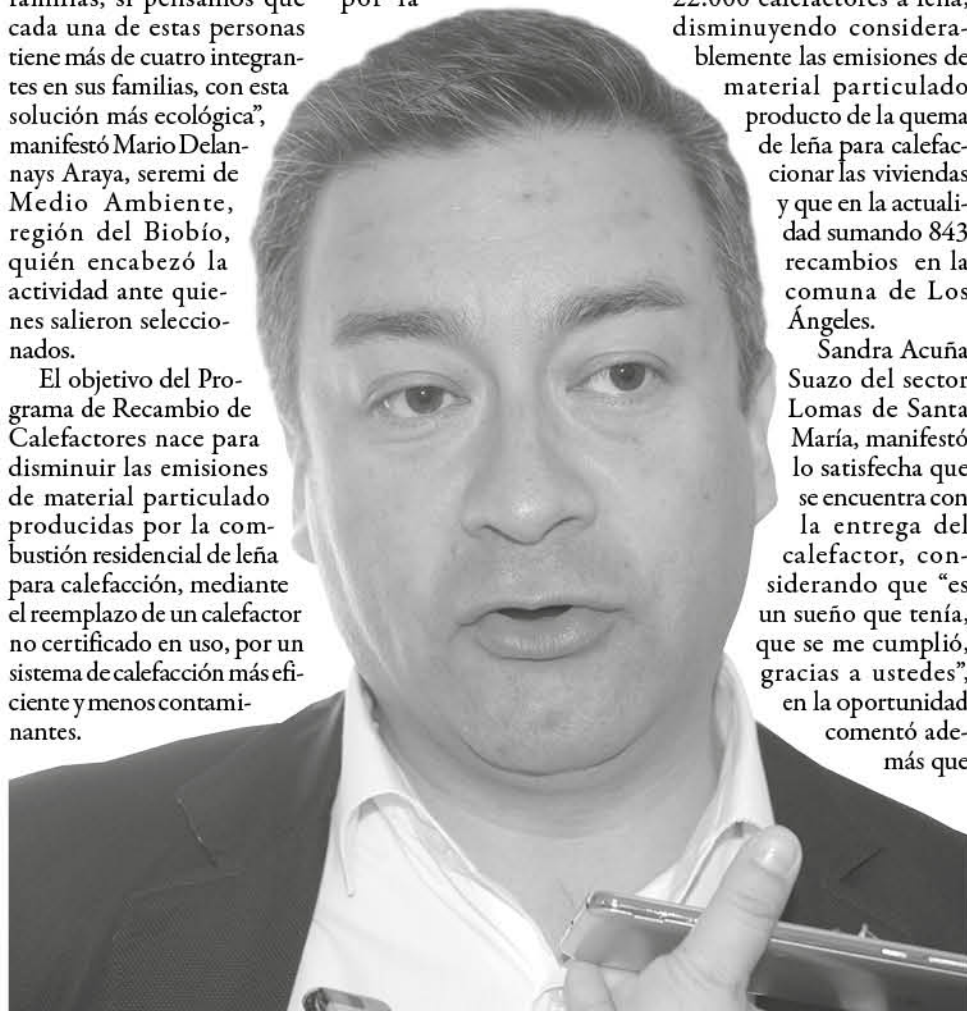 familias, si pensamos que
cada una de estas personas
tiene más de cuatro integran-
tes en sus familias, con esta
solución más ecológica”,
manifestó Mario Delan-
nays Araya, seremi de
Medio Ambiente,
región del Biobío,
quién encabezó la
actividad ante quie-
nes salieron seleccio-
nados.
El objetivo del Pro-
grama de Recambio de
Calefactores nace para
disminuir las emisiones
de material particulado
producidas por la com-
bustión residencial de leña
para calefacción, mediante
el reemplazo de un calefactor
no certificado en uso, por un
sistema de calefacción más efi-
ciente y menos contami-
nantes.
por la
22.000 calefactores a leña,
disminuyendo considera-
blemente las emisiones de
material particulado
producto de la quema
de leña para calefac-
cionar las viviendas
y que en la actuali-
dad sumando 843
recambios en la
comuna de Los
Ángeles.
Sandra Acuña
Suazo del sector
Lomas de Santa
María, manifestó
lo satisfecha que
se encuentra con
la entrega del
calefactor, con-
siderando que “es
un sueño que tenía,
que se me cumplió,
gracias a ustedes”,
en la oportunidad
comentó ade-
más que